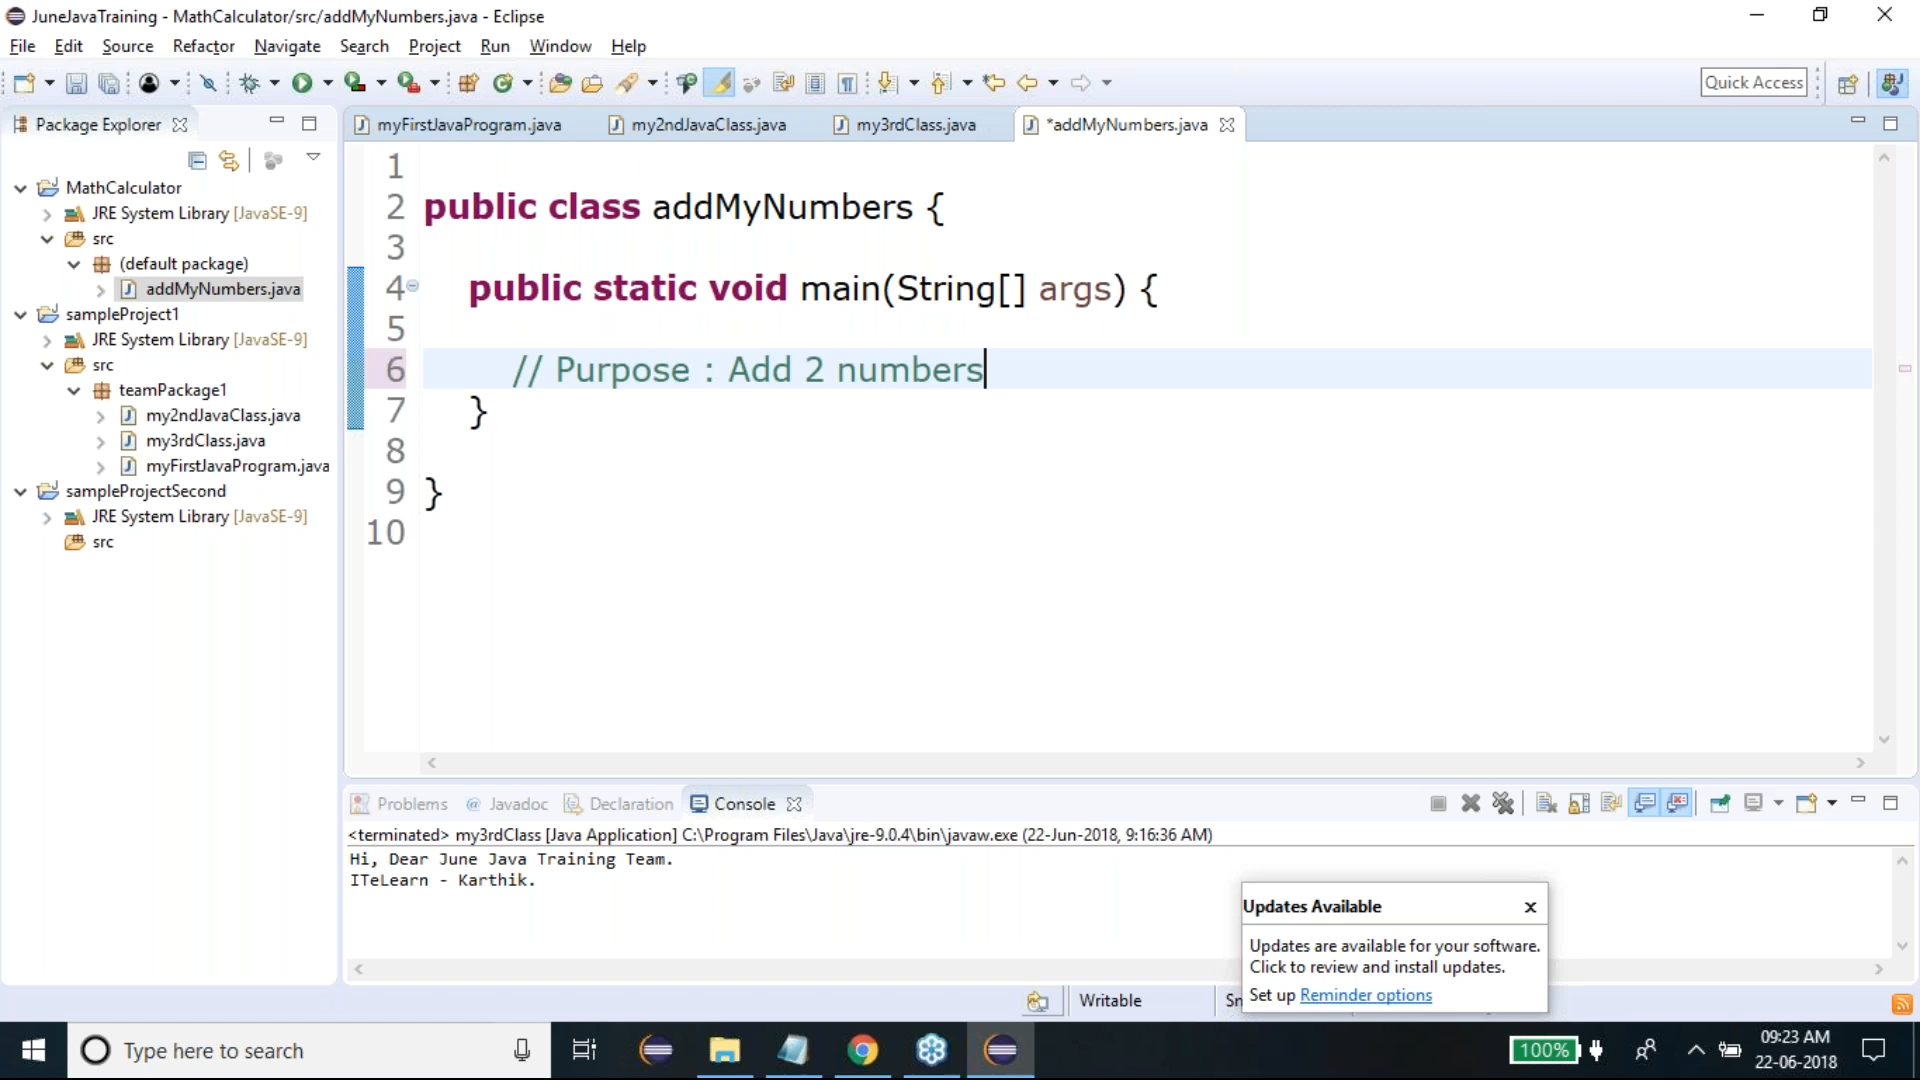 JuneJavaTraining - MathCalculator/src/addMyNumbers.java - Eclipse
File Edit Source Refactor Navigate Search Project Run Window Help
Quick Access
Package Explorer
myFirstJavaProgram.java my2ndJavaClass.java my3rdClass.java *addMyNumbers.java
MathCalculator
JRE System Library [JavaSE-9]
src
(default package)
addMyNumbers.java
sampleProject1
JRE System Library [JavaSE-9]
src
teamPackage1
my2ndJavaClass.java
my3rdClass.java
myFirstJavaProgram.java
sampleProjectSecond
JRE System Library [JavaSE-9]
src
1
2 public class addMyNumbers {
3
4 public static void main(String[] args) {
5
6 // Purpose : Add 2 numbers
7 }
8
9 }
10
Problems @ Javadoc Declaration Console
<terminated> my3rdClass [Java Application] C:\Program Files\Java\jre-9.0.4\bin\javaw.exe (22-Jun-2018, 9:16:36 AM)
Hi, Dear June Java Training Team.
ITeLearn - Karthik.
Updates Available
Updates are available for your software.
Click to review and install updates.
Set up Reminder options
Writable
Type here to search
100%
09:23 AM
22-06-2018